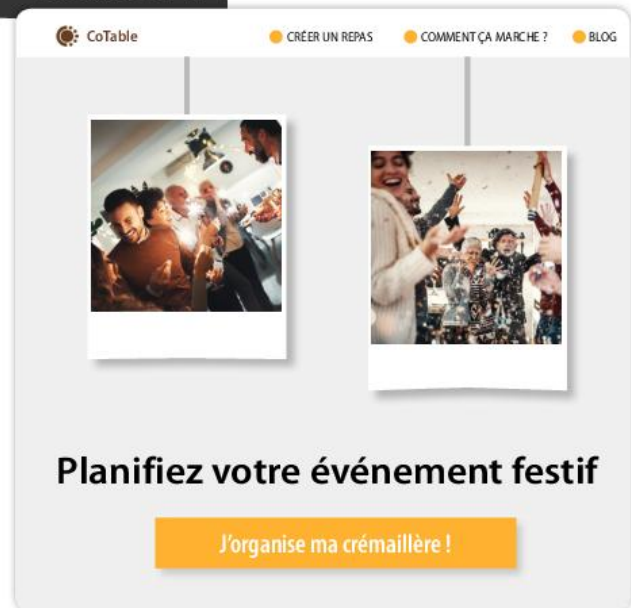 CoTable
CRÉER UN REPAS
COMMENT ÇA MARCHE ?
BLOG
Planifiez votre événement festif
J'organise ma crémaillère !